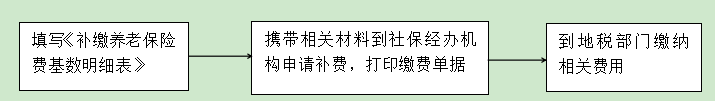 填写《补缴养老保险
费基数明细表》
携带相关材料到社保经办机
构申请补费，打印缴费单据
到地税部门缴纳
相关费用